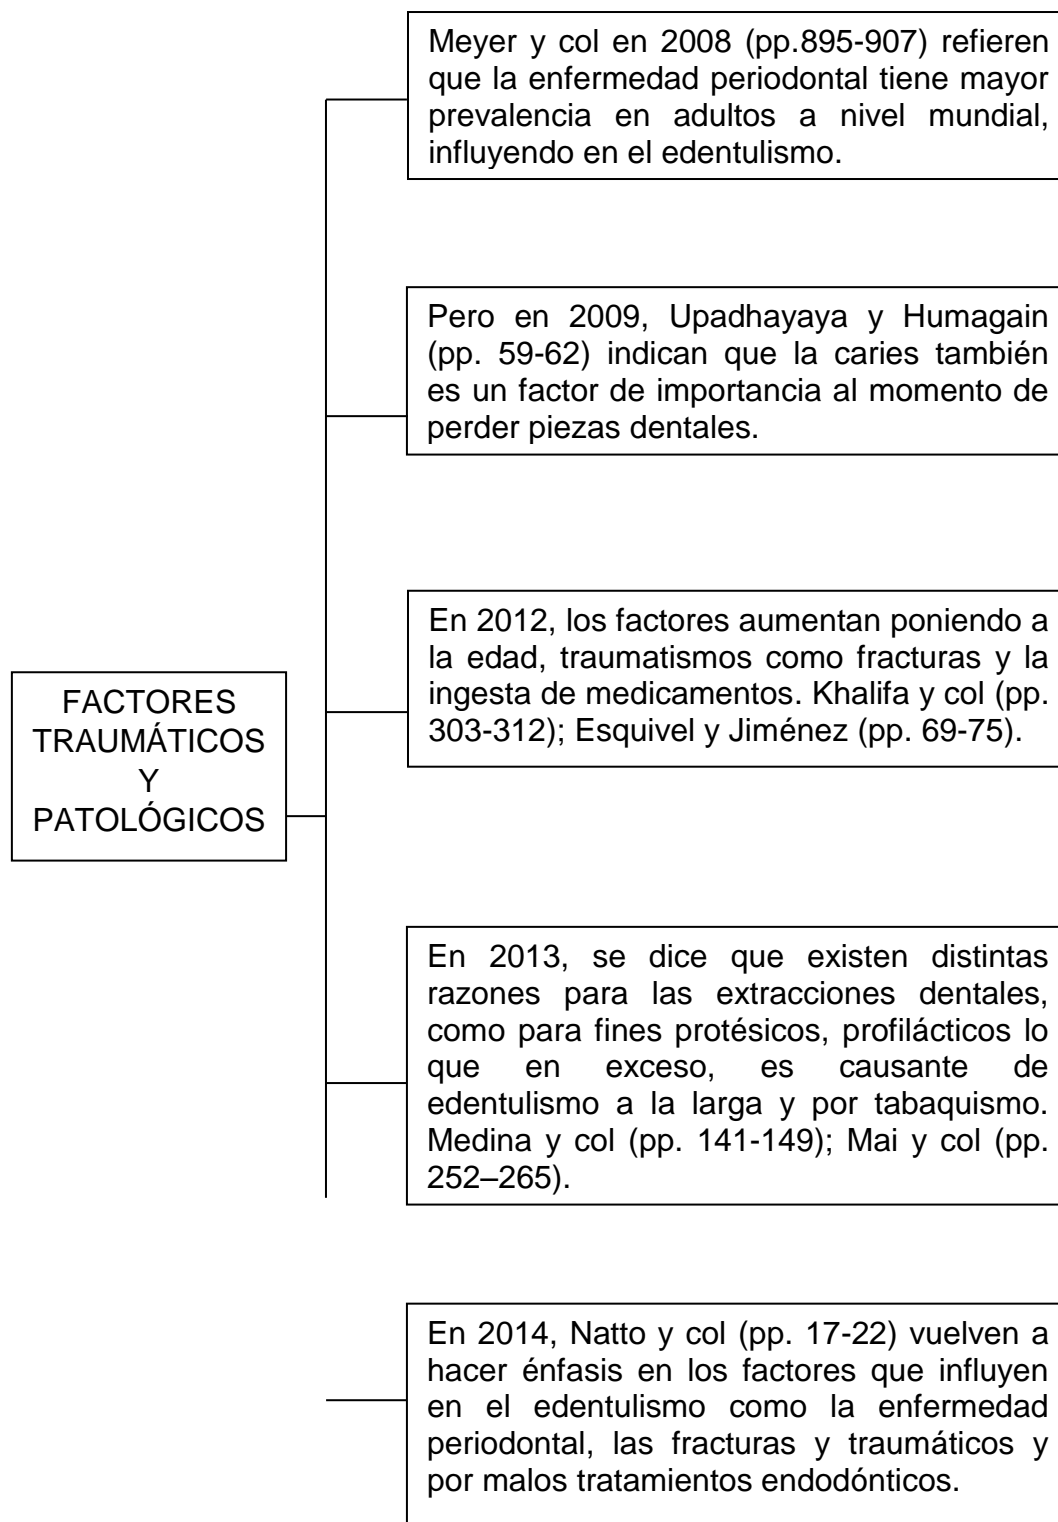 Meyer y col en 2008 (pp.895-907) refieren
que la enfermedad periodontal tiene mayor
prevalencia en adultos a nivel mundial,
influyendo en el edentulismo.
Pero en 2009, Upadhayaya y Humagain
(pp. 59-62) indican que la caries también
es un factor de importancia al momento de
perder piezas dentales.
En 2012, los factores aumentan poniendo a
la edad, traumatismos como fracturas y la
ingesta de medicamentos. Khalifa y col (pp.
303-312); Esquivel y Jiménez (pp. 69-75).
FACTORES
TRAUMÁTICOS
Y
PATOLÓGICOS
En 2013, se dice que existen distintas
razones para las extracciones dentales,
como para fines protésicos, profilácticos lo
que en exceso, es causante de
edentulismo a la larga y por tabaquismo.
Medina y col (pp. 141-149); Mai y col (pp.
252–265).
En 2014, Natto y col (pp. 17-22) vuelven a
hacer énfasis en los factores que influyen
en el edentulismo como la enfermedad
periodontal, las fracturas y traumáticos y
por malos tratamientos endodónticos.